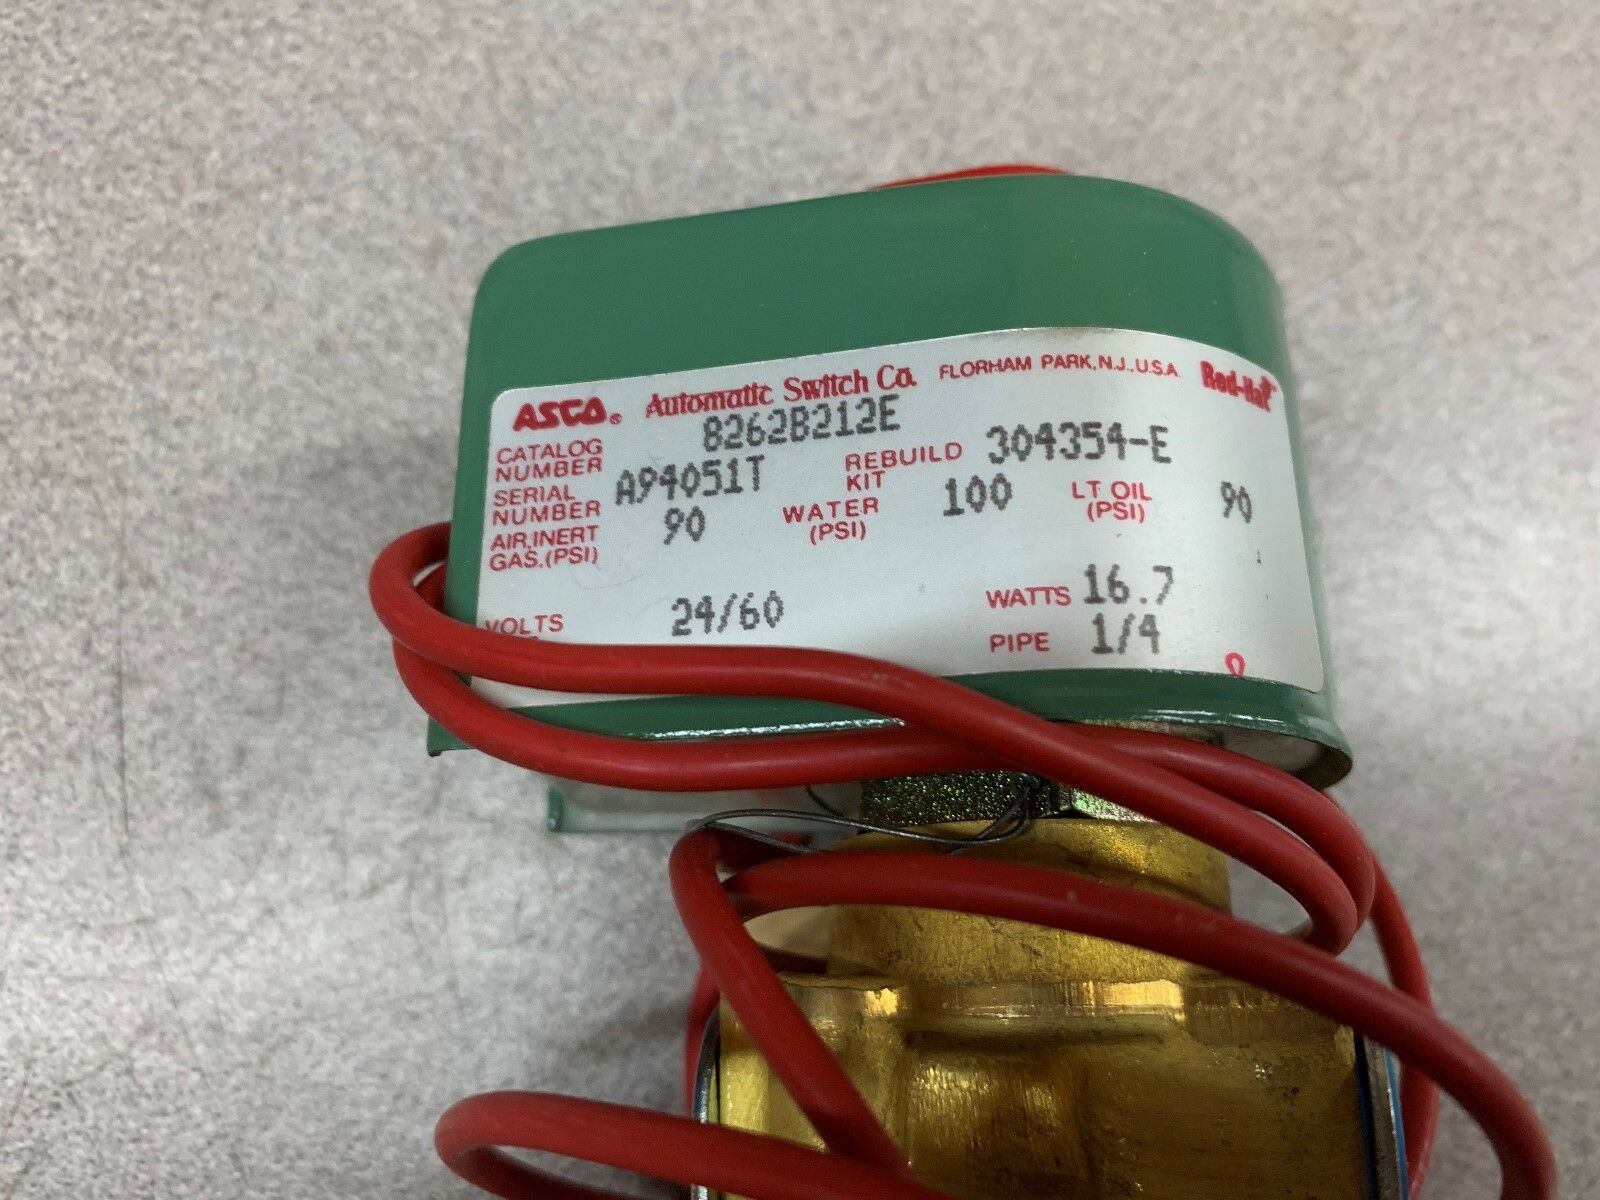 ASCO® Automatic Switch Co. FLORHAM PARK, N.J. U.S.A Red-Hat
CATALOG NUMBER 8262B212E
SERIAL NUMBER A94051T REBUILD KIT 304354-E
AIR, INERT GAS, (PSI) 90 WATER (PSI) 100 LT OIL (PSI) 90
VOLTS 24/60 WATTS 16.7
PIPE 1/4